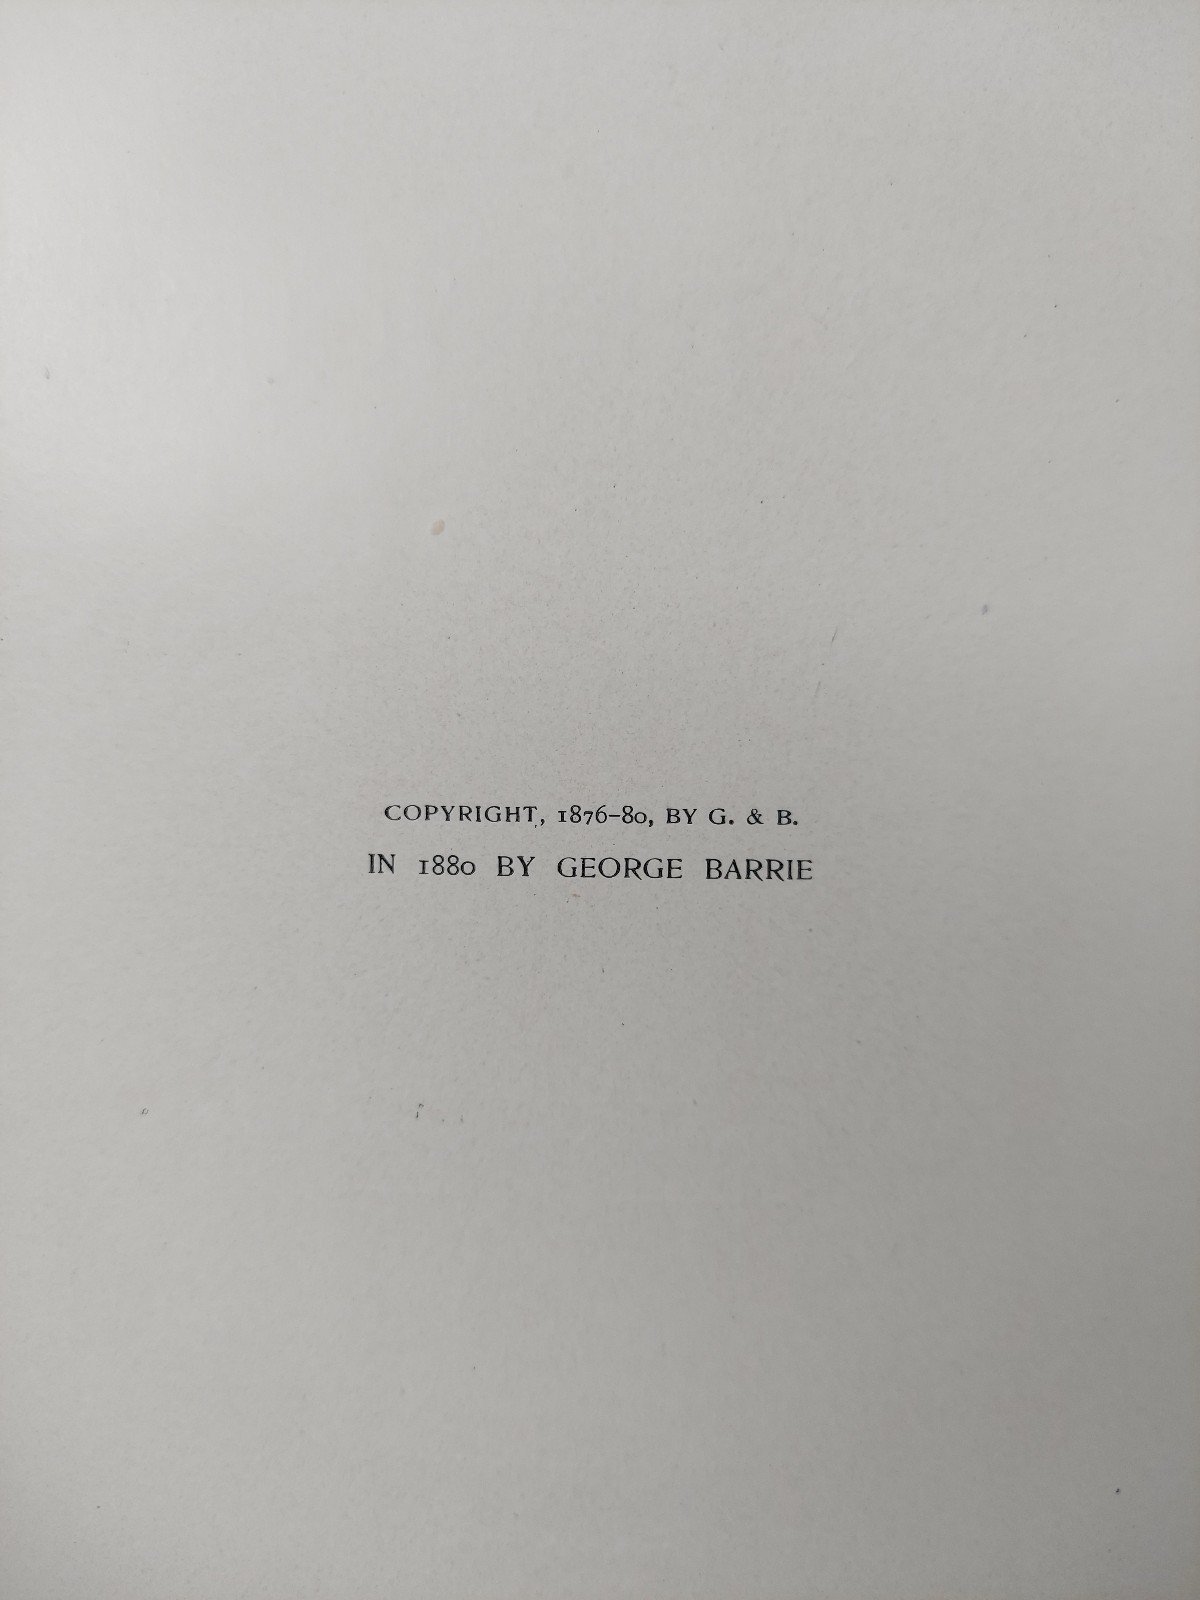 COPYRIGHT, 1876–80, BY G. & B.
IN 1880 BY GEORGE BARRIE